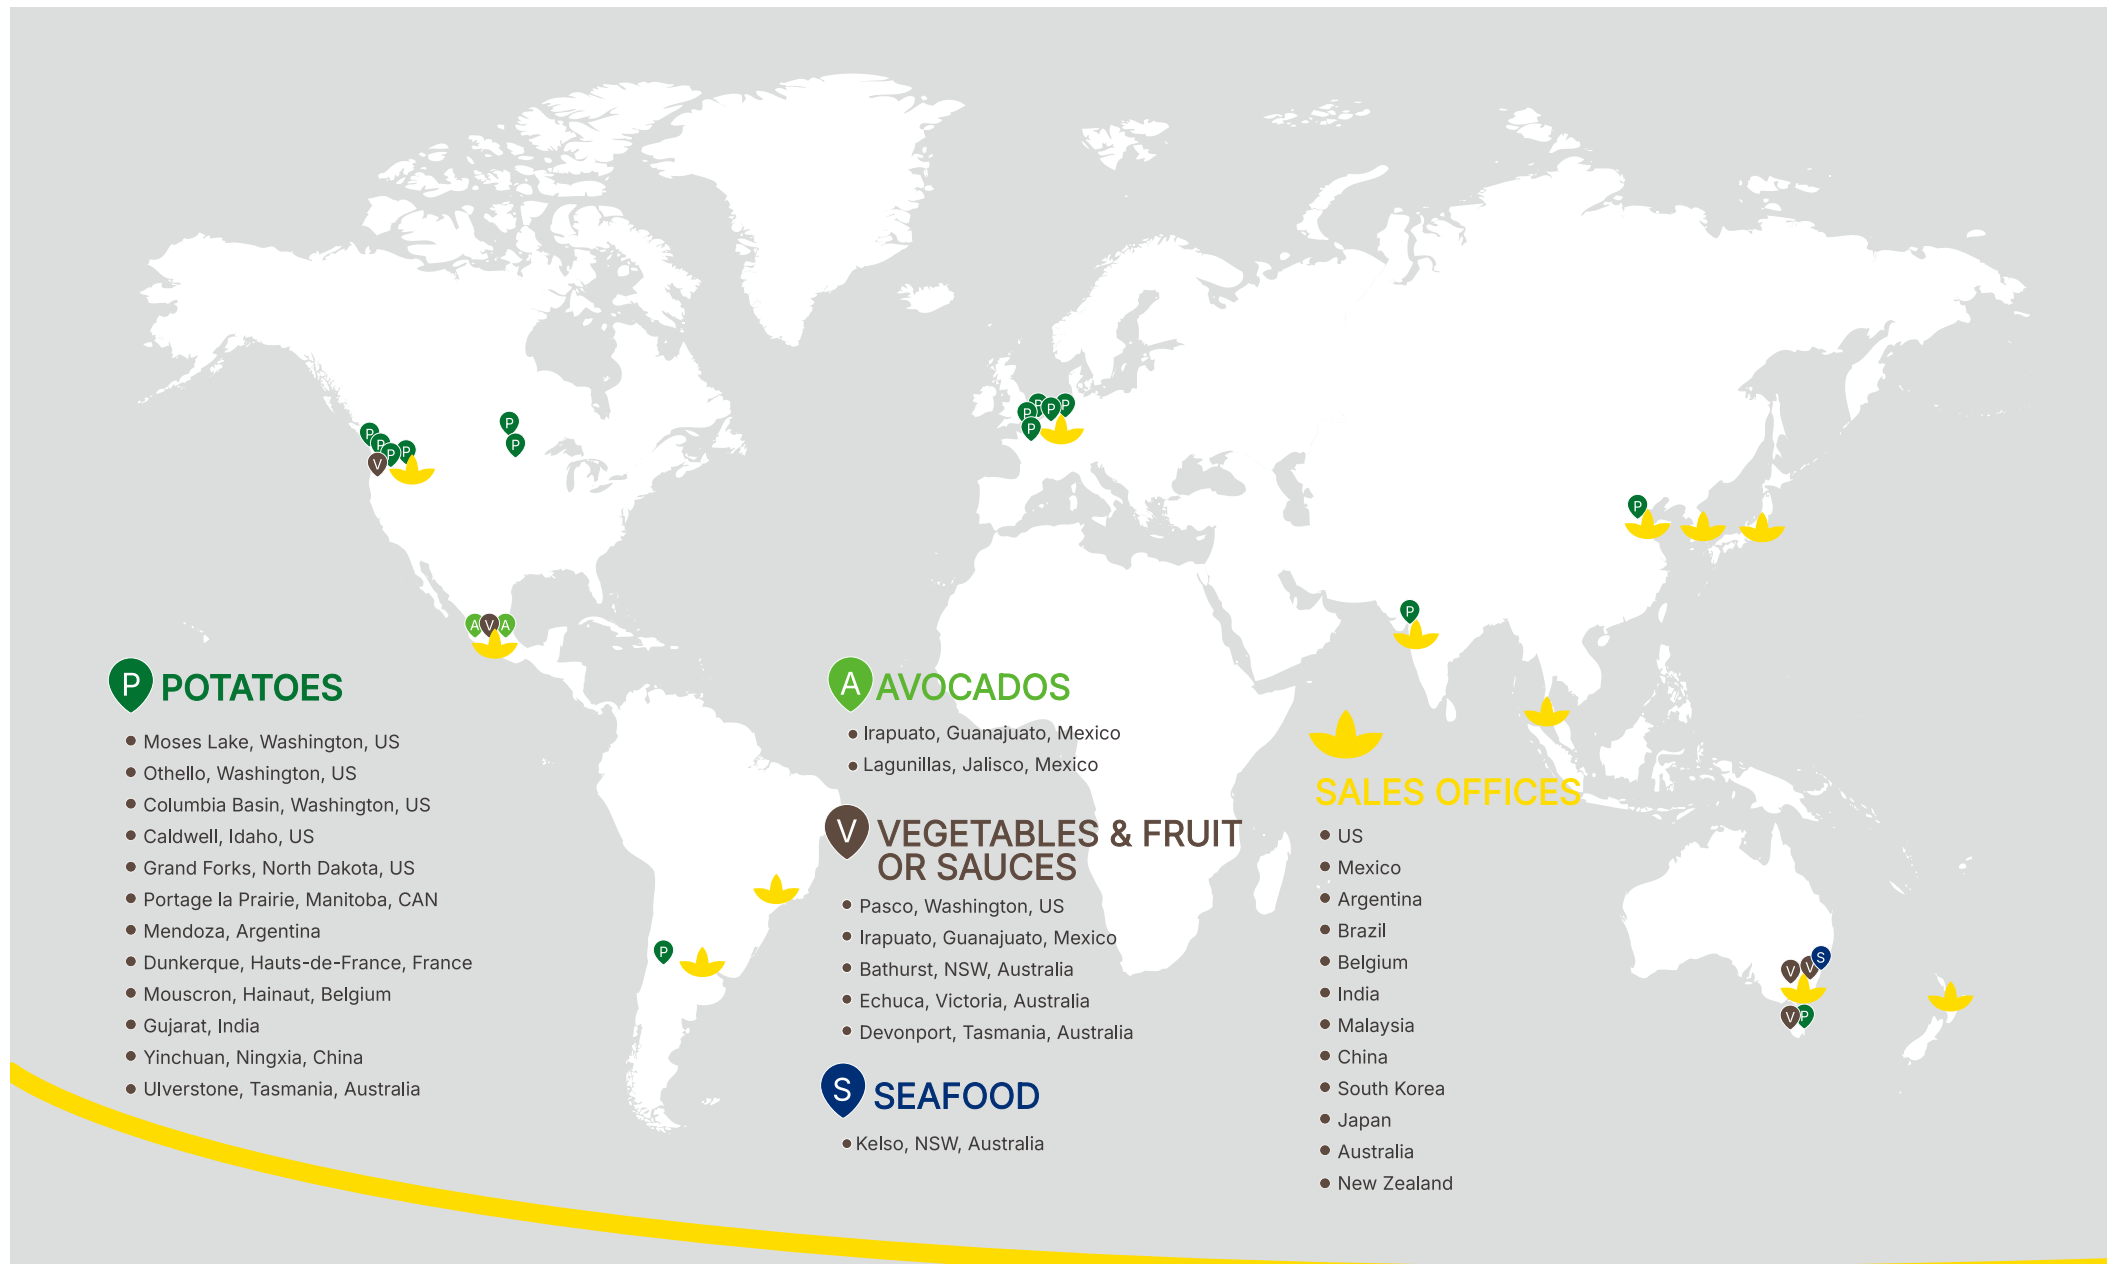 P P P P V
P P
A V A
P P P P P
P
P
P
V V S
V P
P POTATOES
Moses Lake, Washington, US
Othello, Washington, US
Columbia Basin, Washington, US
Caldwell, Idaho, US
Grand Forks, North Dakota, US
Portage la Prairie, Manitoba, CAN
Mendoza, Argentina
Dunkerque, Hauts-de-France, France
Mouscron, Hainaut, Belgium
Gujarat, India
Yinchuan, Ningxia, China
Ulverstone, Tasmania, Australia
A AVOCADOS
Irapuato, Guanajuato, Mexico
Lagunillas, Jalisco, Mexico
V VEGETABLES & FRUIT
OR SAUCES
Pasco, Washington, US
Irapuato, Guanajuato, Mexico
Bathurst, NSW, Australia
Echuca, Victoria, Australia
Devonport, Tasmania, Australia
S SEAFOOD
Kelso, NSW, Australia
SALES OFFICES
US
Mexico
Argentina
Brazil
Belgium
India
Malaysia
China
South Korea
Japan
Australia
New Zealand